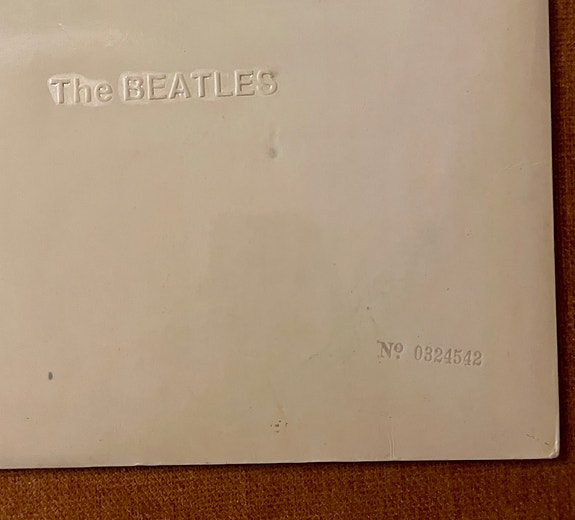 The BEATLES
Nº 0324542